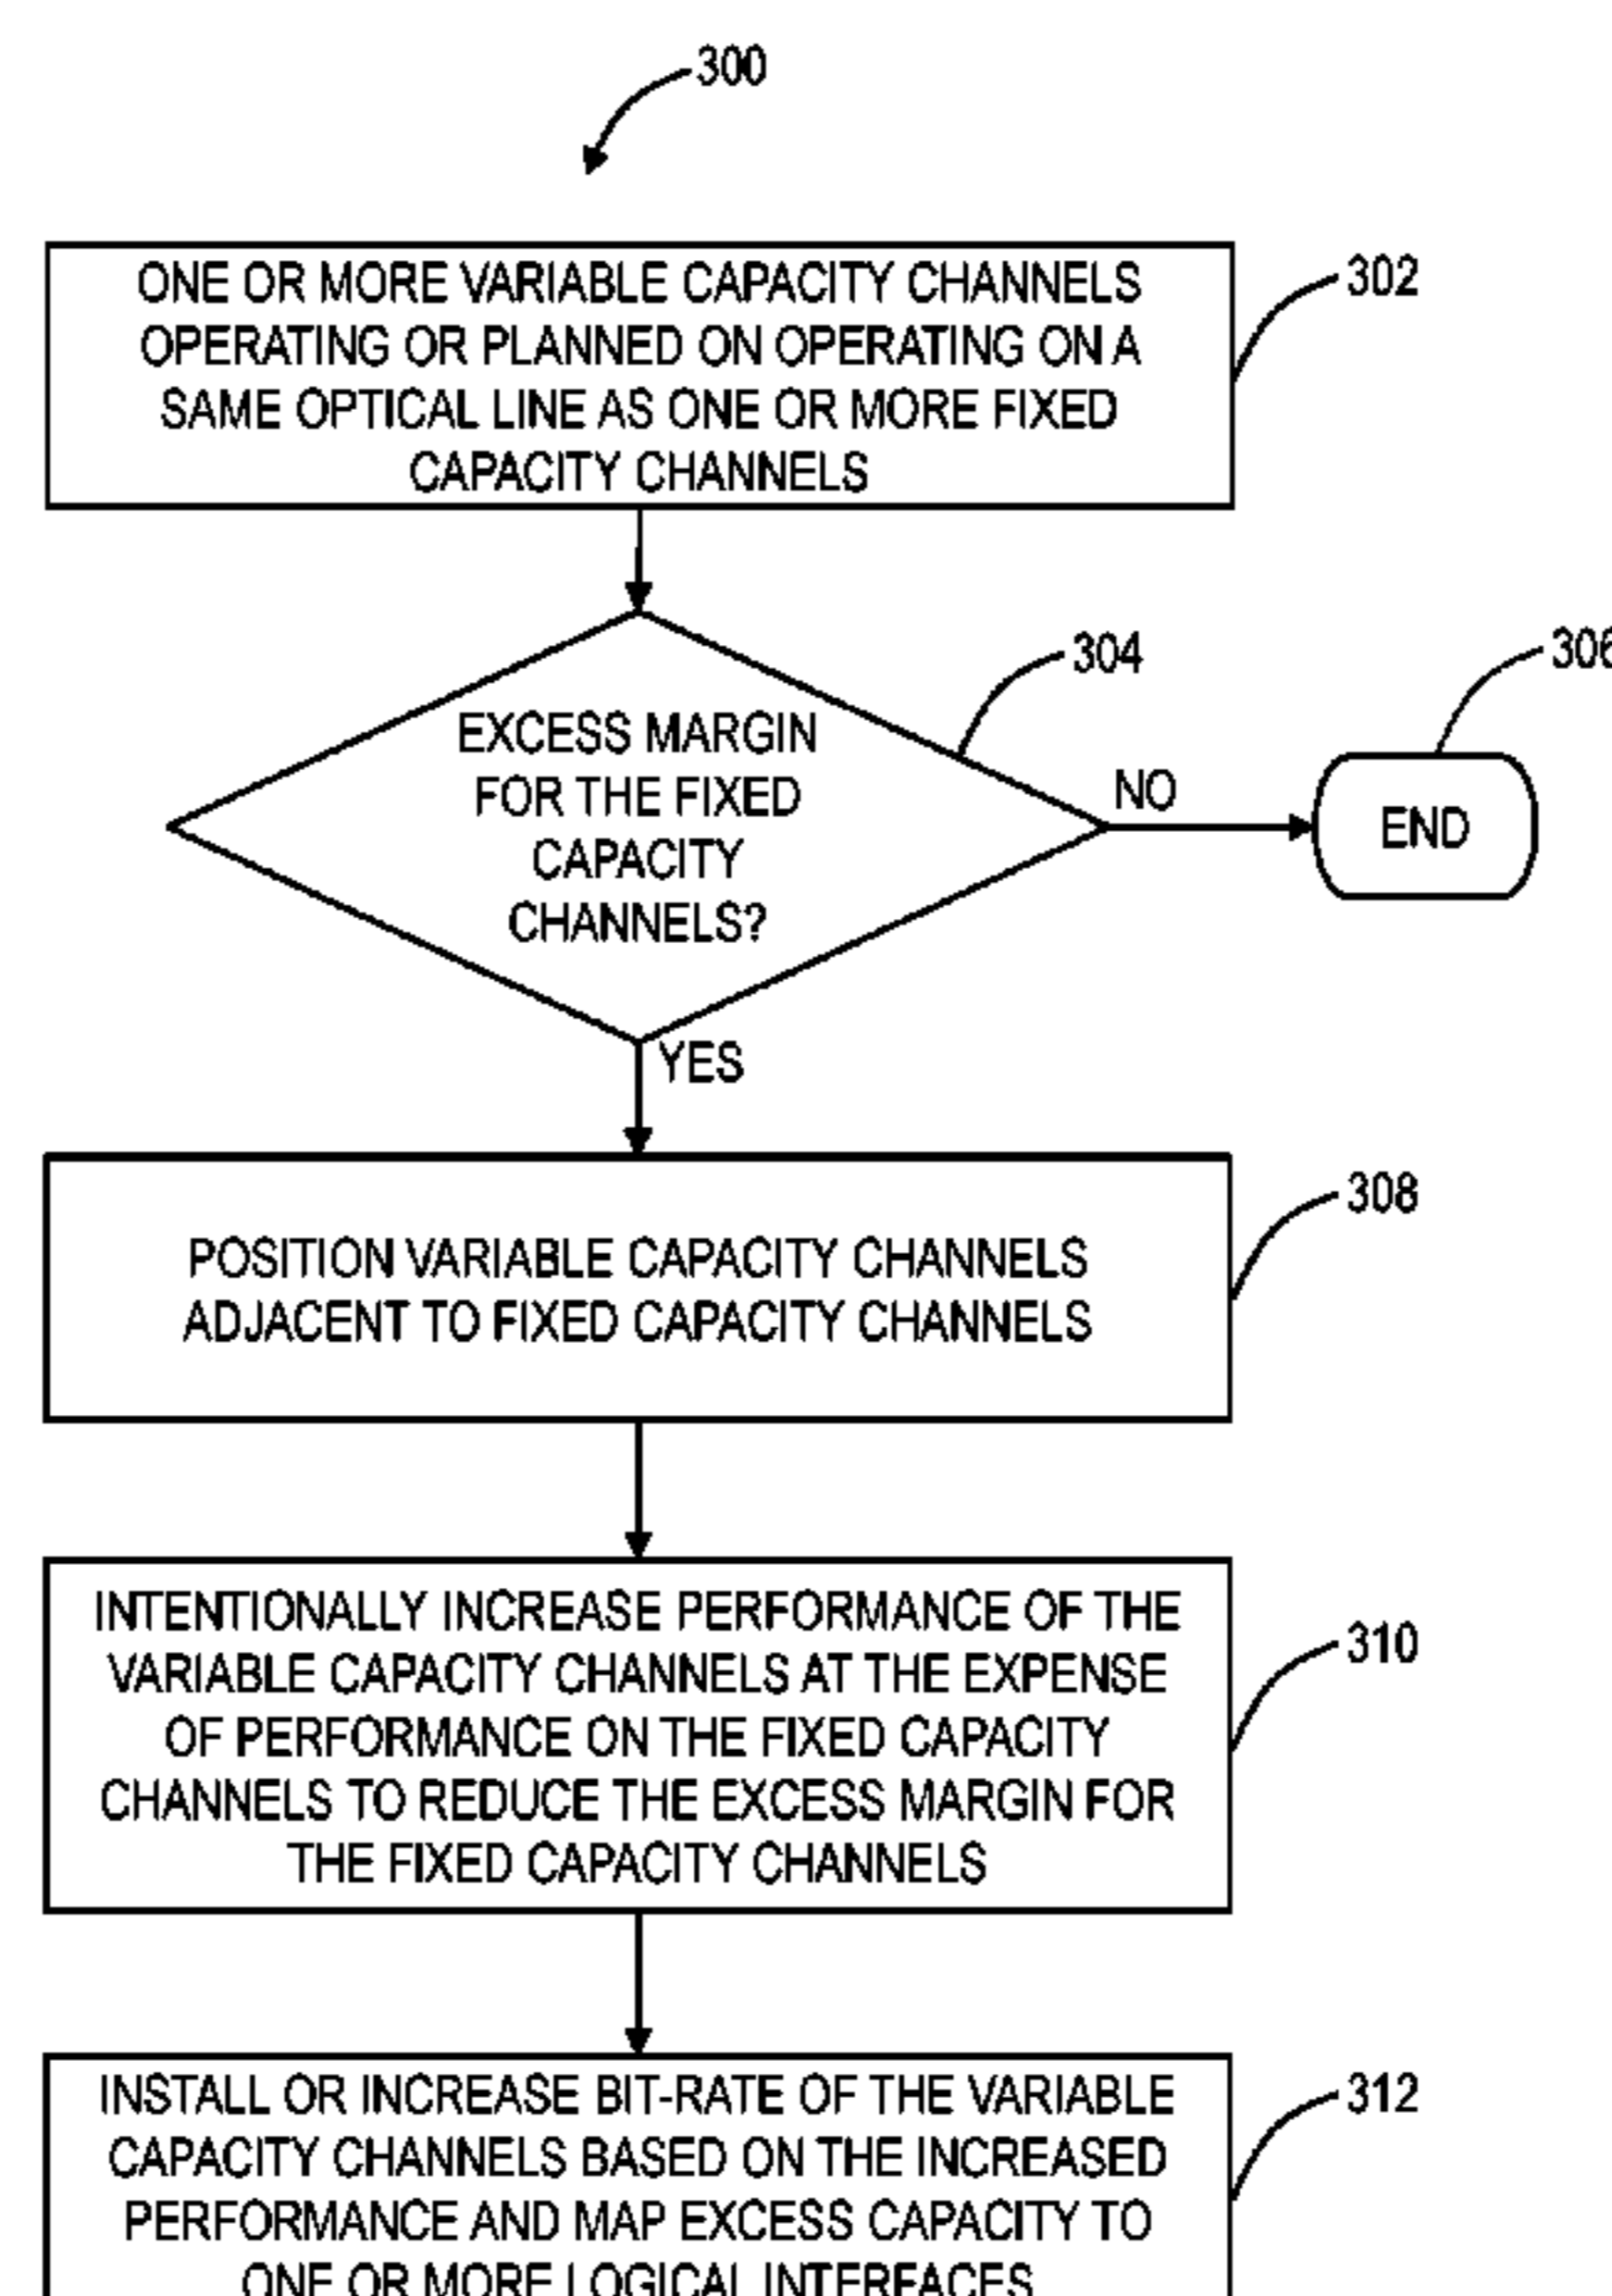 300
ONE OR MORE VARIABLE CAPACITY CHANNELS
OPERATING OR PLANNED ON OPERATING ON A
SAME OPTICAL LINE AS ONE OR MORE FIXED
CAPACITY CHANNELS
302
EXCESS MARGIN
FOR THE FIXED
CAPACITY
CHANNELS?
304
NO
306
END
YES
POSITION VARIABLE CAPACITY CHANNELS
ADJACENT TO FIXED CAPACITY CHANNELS
308
INTENTIONALLY INCREASE PERFORMANCE OF THE
VARIABLE CAPACITY CHANNELS AT THE EXPENSE
OF PERFORMANCE ON THE FIXED CAPACITY
CHANNELS TO REDUCE THE EXCESS MARGIN FOR
THE FIXED CAPACITY CHANNELS
310
INSTALL OR INCREASE BIT-RATE OF THE VARIABLE
CAPACITY CHANNELS BASED ON THE INCREASED
PERFORMANCE AND MAP EXCESS CAPACITY TO
ONE OR MORE LOGICAL INTERFACES
312